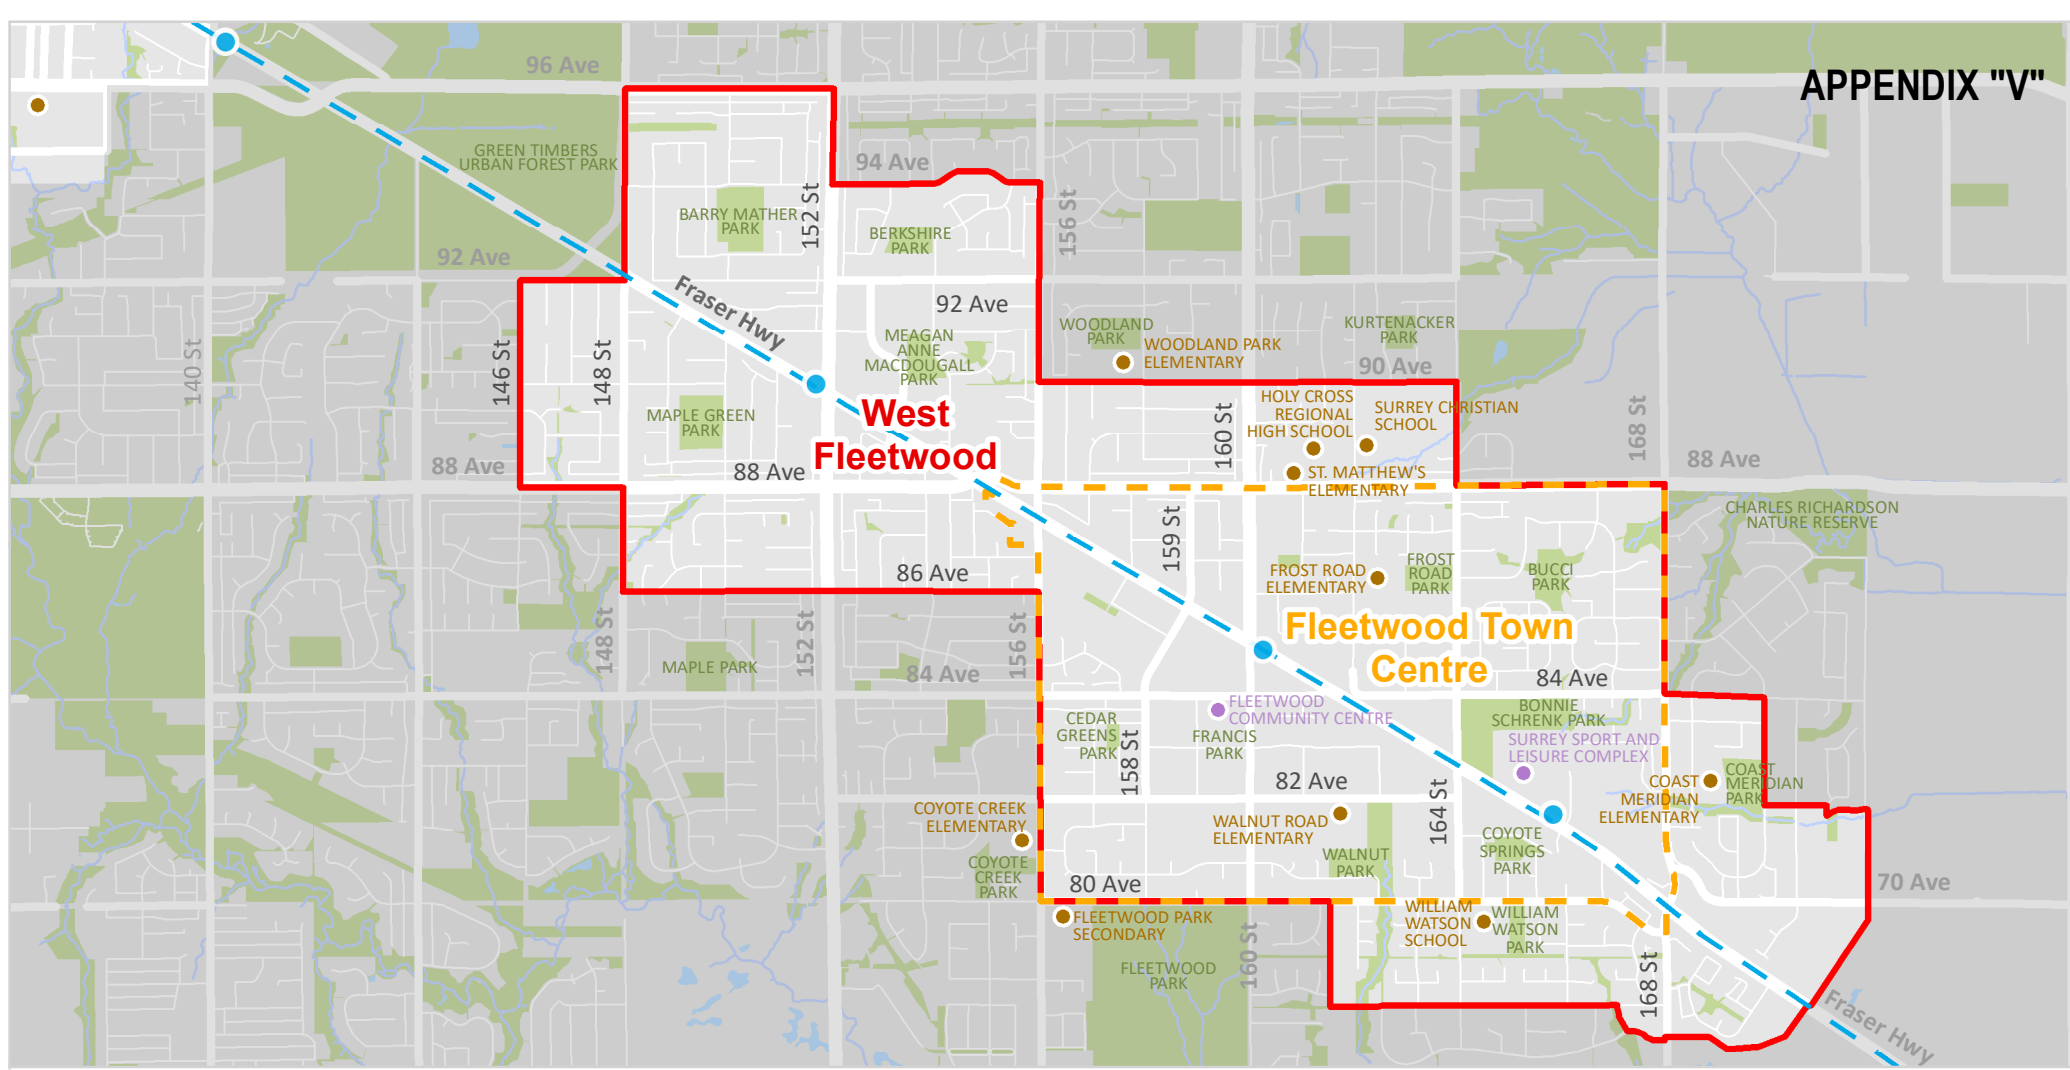 APPENDIX "V"
96 Ave
GREEN TIMBERS
URBAN FOREST PARK
94 Ave
152 St
BARRY MATHER
PARK
BERKSHIRE
PARK
156 St
92 Ave
Fraser Hwy
92 Ave
MEAGAN
ANNE
MACDOUGALL
PARK
WOODLAND
PARK
WOODLAND PARK
ELEMENTARY
KURTENACKER
PARK
90 Ave
140 St
146 St
148 St
MAPLE GREEN
PARK
West
Fleetwood
160 St
HOLY CROSS
REGIONAL
HIGH SCHOOL
SURREY CHRISTIAN
SCHOOL
168 St
88 Ave
88 Ave
ST. MATTHEW'S
ELEMENTARY
88 Ave
CHARLES RICHARDSON
NATURE RESERVE
159 St
86 Ave
FROST ROAD
ELEMENTARY
FROST
ROAD
PARK
BUCCI
PARK
148 St
152 St
156 St
Fleetwood Town
Centre
MAPLE PARK
84 Ave
84 Ave
FLEETWOOD
COMMUNITY CENTRE
CEDAR
GREENS
PARK
158 St
FRANCIS
PARK
BONNIE
SCHRENK PARK
SURREY SPORT AND
LEISURE COMPLEX
82 Ave
164 St
COAST
MERIDIAN
ELEMENTARY
COAST
MERIDIAN
PARK
COYOTE CREEK
ELEMENTARY
WALNUT ROAD
ELEMENTARY
COYOTE
SPRINGS
PARK
COYOTE
CREEK
PARK
WALNUT
PARK
80 Ave
70 Ave
FLEETWOOD PARK
SECONDARY
WILLIAM
WATSON
SCHOOL
WILLIAM
WATSON
PARK
160 St
FLEETWOOD
PARK
168 St
Fraser Hwy